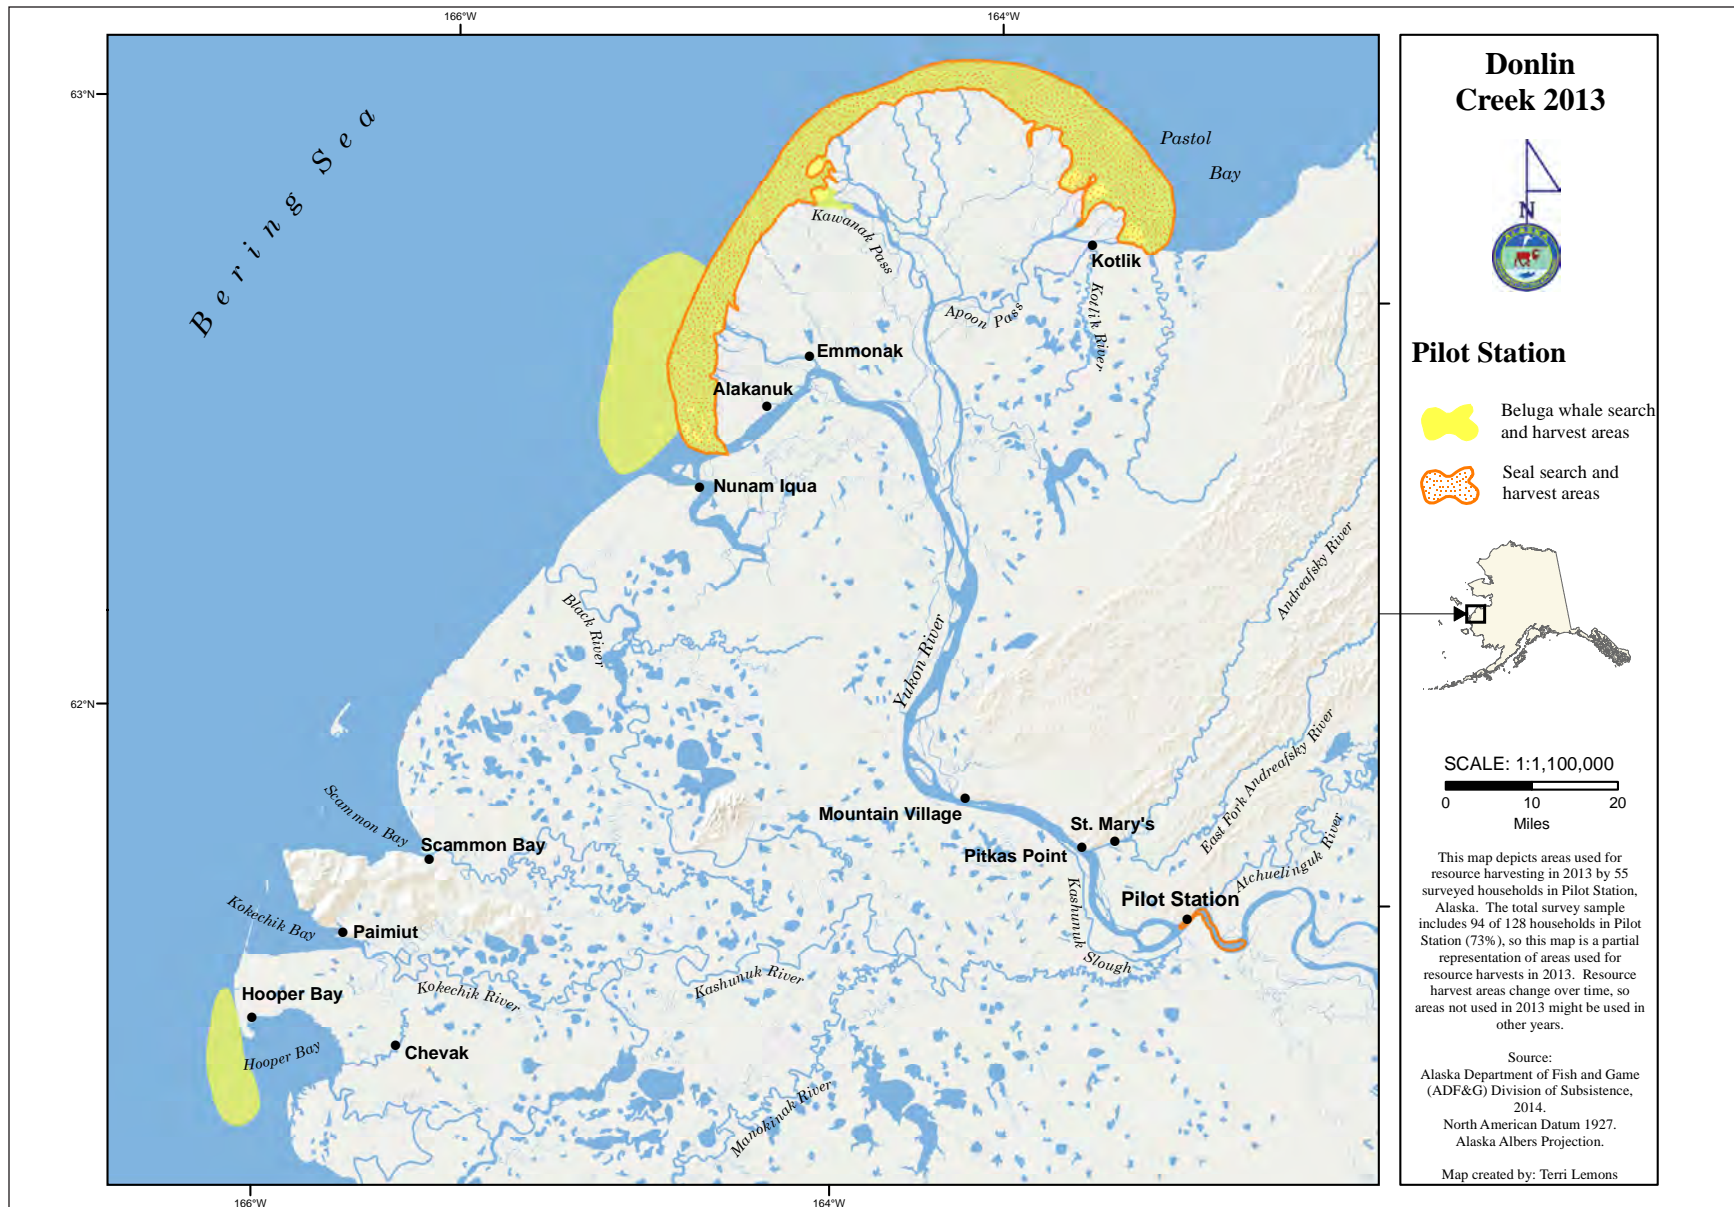 166°W
164°W
63°N
62°N
Bering Sea
Pastol
Bay
Kawanak Pass
Kotlik
Apoon Pass
Kotlik River
Emmonak
Alakanuk
Nunam Iqua
Black River
Yukon River
Andreafsky River
East Fork Andreafsky River
Mountain Village
St. Mary's
Pitkas Point
Atchuelinguk River
Pilot Station
Kashunuk
Slough
Scammon Bay
Scammon Bay
Kokechik Bay
Paimiut
Kashunuk River
Kokechik River
Hooper Bay
Hooper Bay
Chevak
Manokinak River
166°W
164°W
Donlin
Creek 2013
N
ALASKA
Pilot Station
Beluga whale search
and harvest areas
Seal search and
harvest areas
SCALE: 1:1,100,000
0 10 20
Miles
This map depicts areas used for
resource harvesting in 2013 by 55
surveyed households in Pilot Station,
Alaska. The total survey sample
includes 94 of 128 households in Pilot
Station (73%), so this map is a partial
representation of areas used for
resource harvests in 2013. Resource
harvest areas change over time, so
areas not used in 2013 might be used in
other years.
Source:
Alaska Department of Fish and Game
(ADF&G) Division of Subsistence,
2014.
North American Datum 1927.
Alaska Albers Projection.
Map created by: Terri Lemons